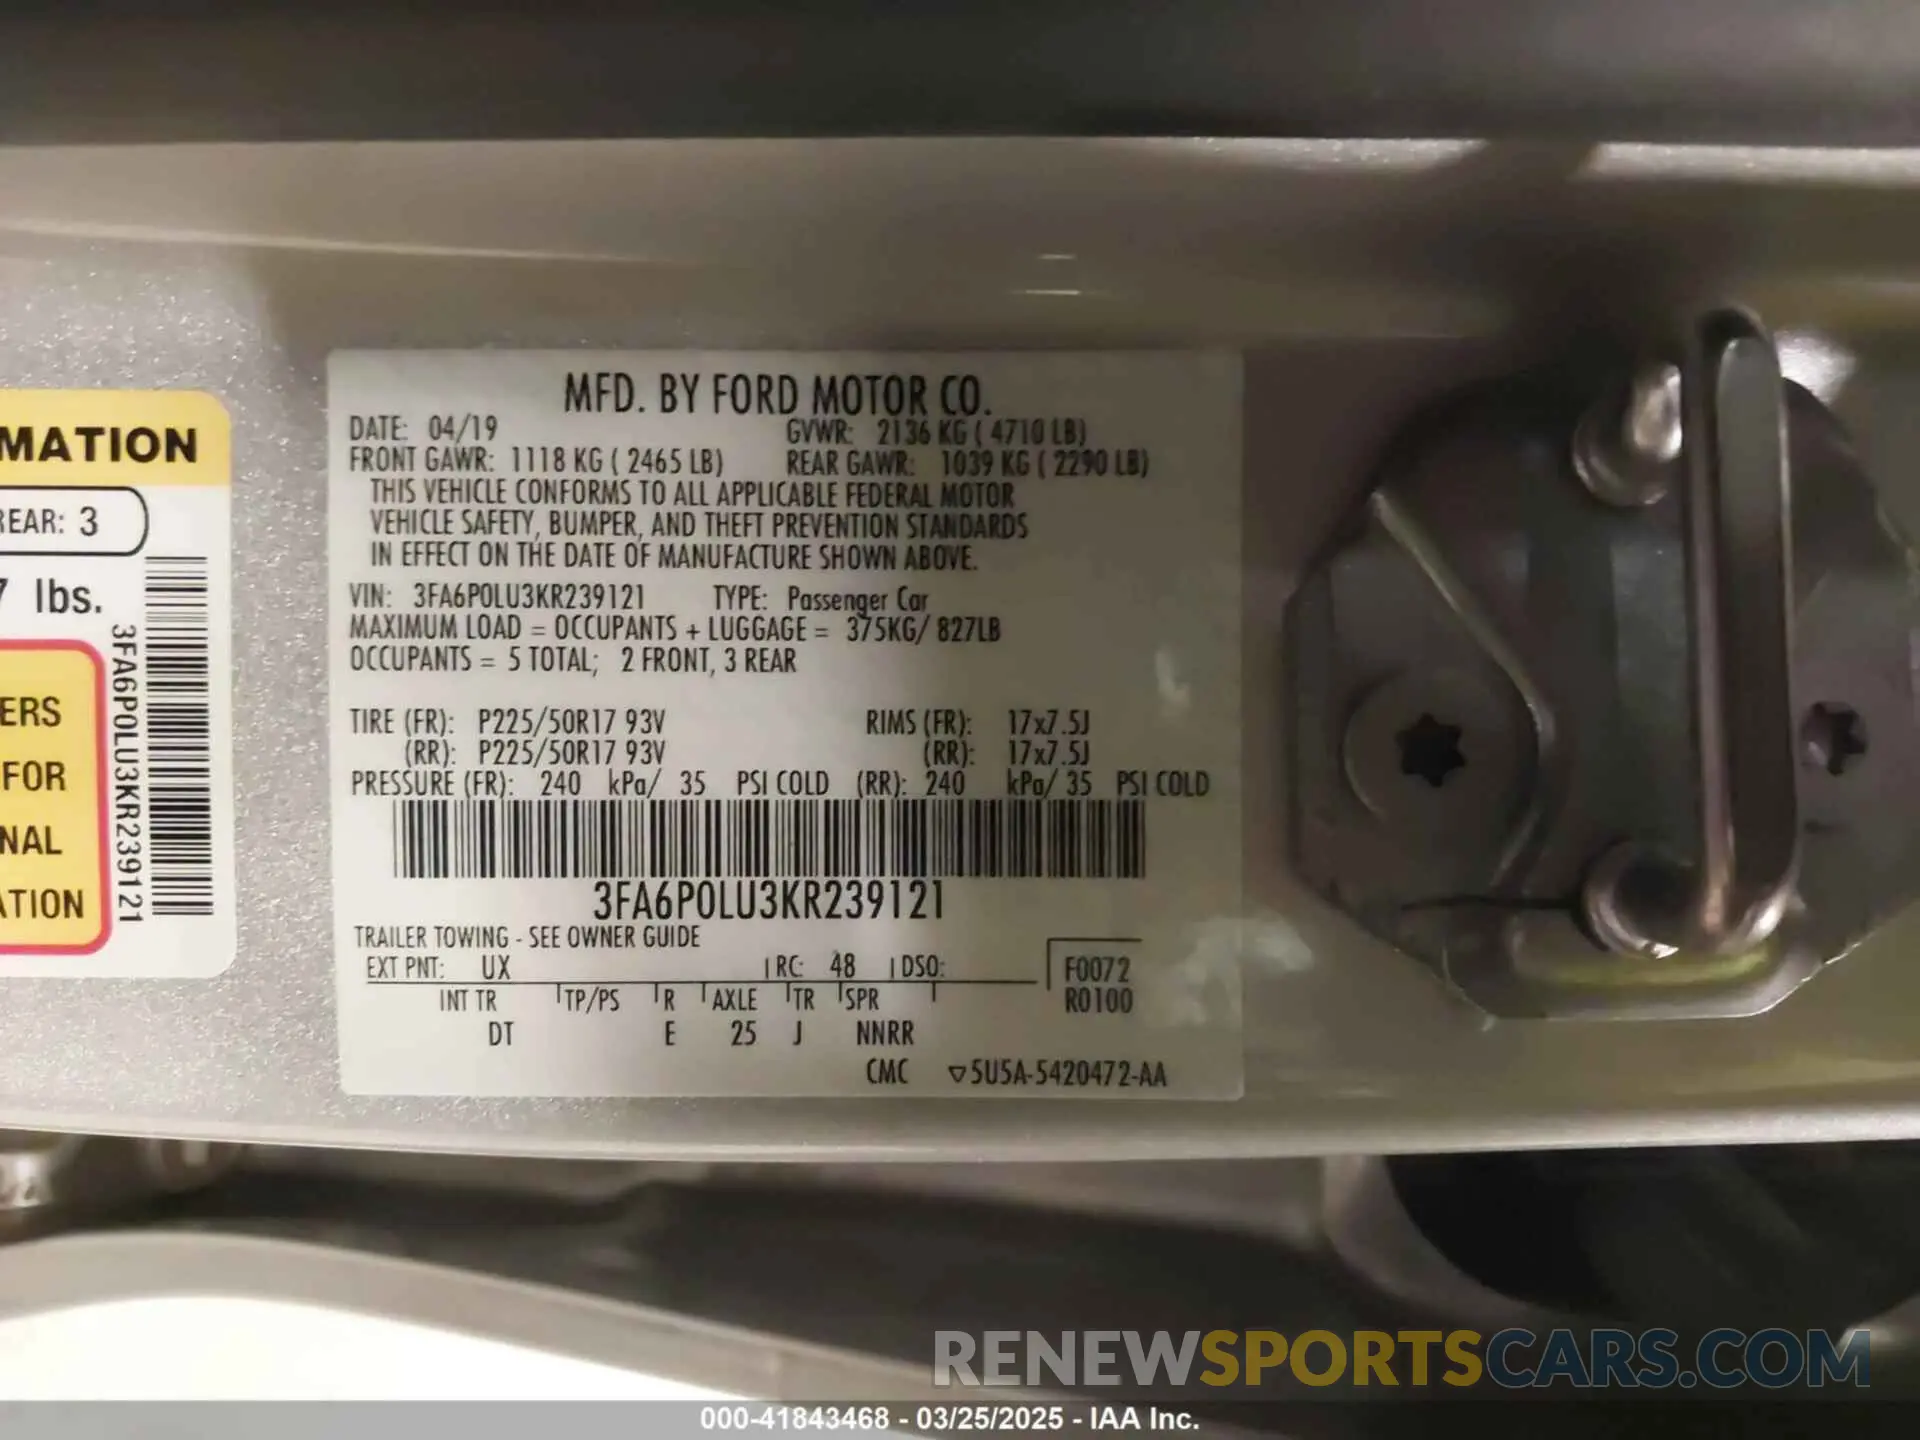 MATION
REAR: 3
7 lbs.
ERS
FOR
NAL
ATION
3FA6P0LU3KR239121
MFD. BY FORD MOTOR CO.
DATE: 04/19 GVWR: 2136 KG ( 4710 LB)
FRONT GAWR: 1118 KG ( 2465 LB) REAR GAWR: 1039 KG ( 2290 LB)
THIS VEHICLE CONFORMS TO ALL APPLICABLE FEDERAL MOTOR
VEHICLE SAFETY, BUMPER, AND THEFT PREVENTION STANDARDS
IN EFFECT ON THE DATE OF MANUFACTURE SHOWN ABOVE.
VIN: 3FA6P0LU3KR239121 TYPE: Passenger Car
MAXIMUM LOAD = OCCUPANTS + LUGGAGE = 375KG/ 827LB
OCCUPANTS = 5 TOTAL; 2 FRONT, 3 REAR
TIRE (FR): P225/50R17 93V RIMS (FR): 17x7.5J
(RR): P225/50R17 93V (RR): 17x7.5J
PRESSURE (FR): 240 kPa/ 35 PSI COLD (RR): 240 kPa/ 35 PSI COLD
3FA6P0LU3KR239121
TRAILER TOWING - SEE OWNER GUIDE
EXT PNT: UX RC: 48 DSO: F0072
INT TR TP/PS R AXLE TR SPR R0100
DT E 25 J NNRR
CMC ▽5U5A-5420472-AA
RENEWSPORTSCARS.COM
000-41843468 - 03/25/2025 - IAA Inc.